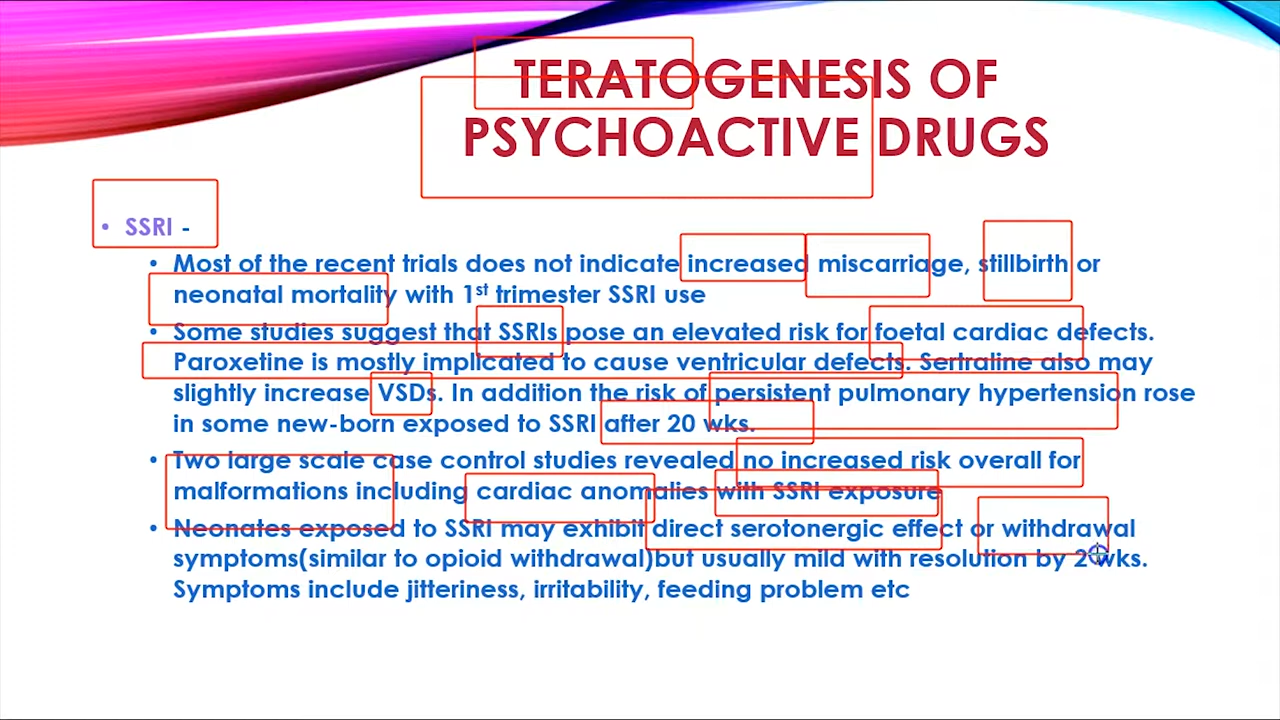 TERATOGENESIS OF
PSYCHOACTIVE DRUGS
• SSRI -
• Most of the recent trials does not indicate increased miscarriage, stillbirth or
neonatal mortality with 1st trimester SSRI use
• Some studies suggest that SSRIs pose an elevated risk for foetal cardiac defects.
Paroxetine is mostly implicated to cause ventricular defects. Sertraline also may
slightly increase VSDs. In addition the risk of persistent pulmonary hypertension rose
in some new-born exposed to SSRI after 20 wks.
• Two large scale case control studies revealed no increased risk overall for
malformations including cardiac anomalies with SSRI exposure
• Neonates exposed to SSRI may exhibit direct serotonergic effect or withdrawal
symptoms(similar to opioid withdrawal)but usually mild with resolution by 2 wks.
Symptoms include jitteriness, irritability, feeding problem etc